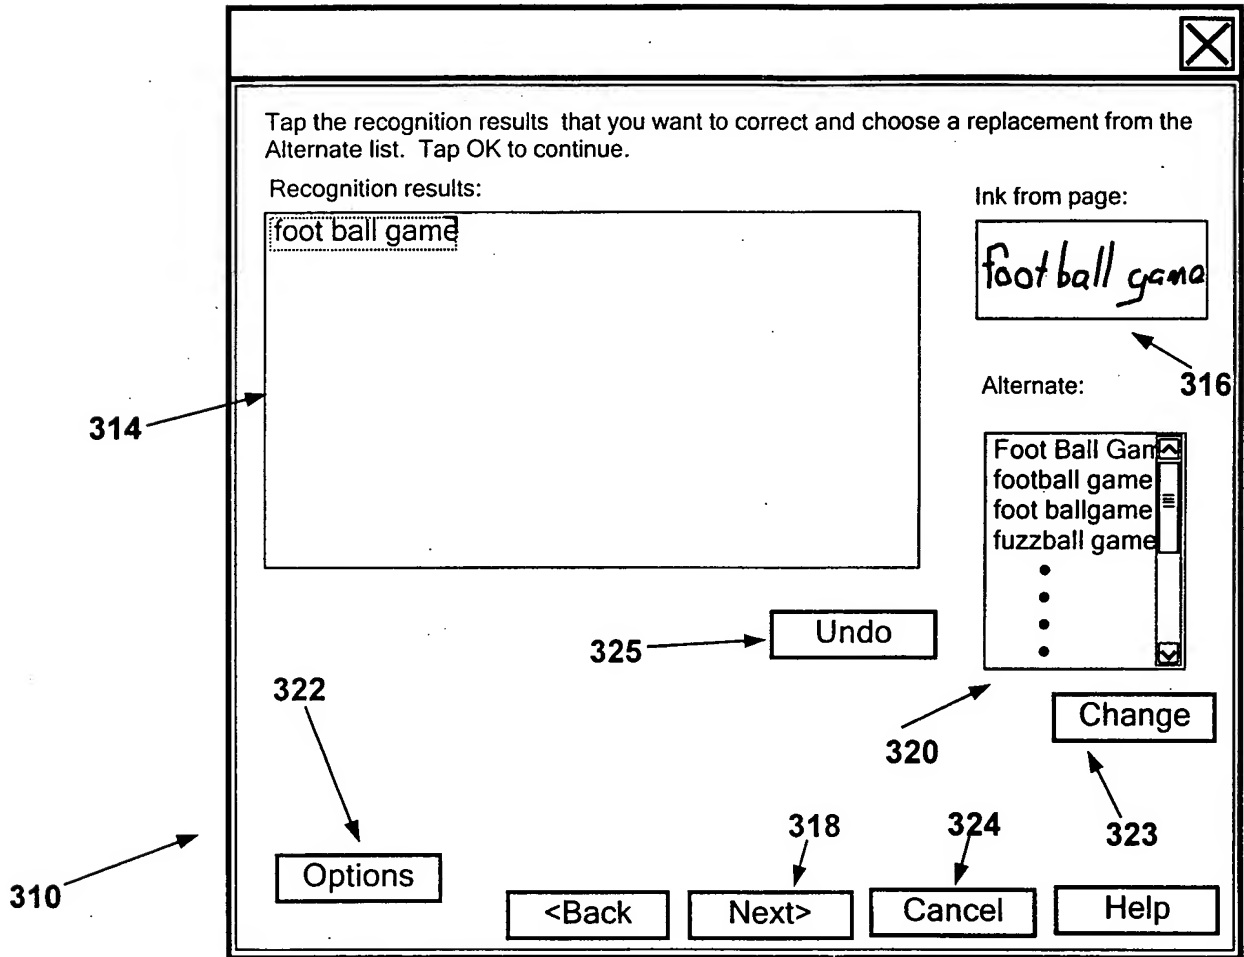 Tap the recognition results that you want to correct and choose a replacement from the
Alternate list. Tap OK to continue.
Recognition results:
Ink from page:
foot ball game
football game
316
Alternate:
314
Foot Ball Gam
football game
foot ballgame
fuzzball game
Undo
325
322
Change
320
318
324
323
310
Options
<Back
Next>
Cancel
Help